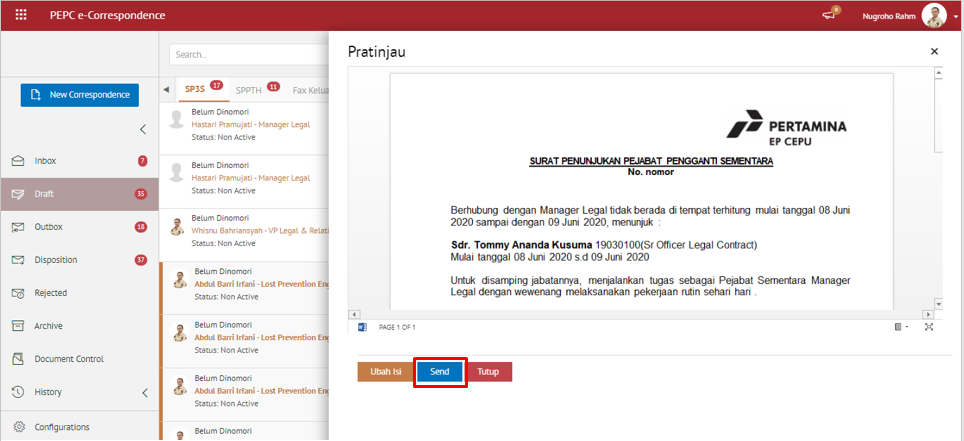 PEPC e-Correspondence
0
Nugroho Rahm
New Correspondence
Inbox
7
Draft
35
Outbox
18
Disposition
37
Rejected
Archive
Document Control
History
Configurations
Search..
SP3S 17
SPPTH 11
Fax Kelua
Belum Dinomori
Hastari Pramujati - Manager Legal
Status: Non Active
Belum Dinomori
Hastari Pramujati - Manager Legal
Status: Non Active
Belum Dinomori
Whisnu Bahriansyah - VP Legal & Relati
Status: Non Active
Belum Dinomori
Abdul Barri Irfani - Lost Prevention Eng
Status: Non Active
Belum Dinomori
Abdul Barri Irfani - Lost Prevention Eng
Status: Non Active
Belum Dinomori
Abdul Barri Irfani - Lost Prevention Eng
Status: Non Active
Belum Dinomori
Pratinjau
PERTAMINA
EP CEPU
SURAT PENUNJUKAN PEJABAT PENGGANTI SEMENTARA
No. nomor
Berhubung dengan Manager Legal tidak berada di tempat terhitung mulai tanggal 08 Juni
2020 sampai dengan 09 Juni 2020, menunjuk :
Sdr. Tommy Ananda Kusuma 19030100(Sr Officer Legal Contract)
Mulai tanggal 08 Juni 2020 s.d 09 Juni 2020
Untuk disamping jabatannya, menjalankan tugas sebagai Pejabat Sementara Manager
Legal dengan wewenang melaksanakan pekerjaan rutin sehari hari .
PAGE 1 OF 1
Ubah Isi
Send
Tutup